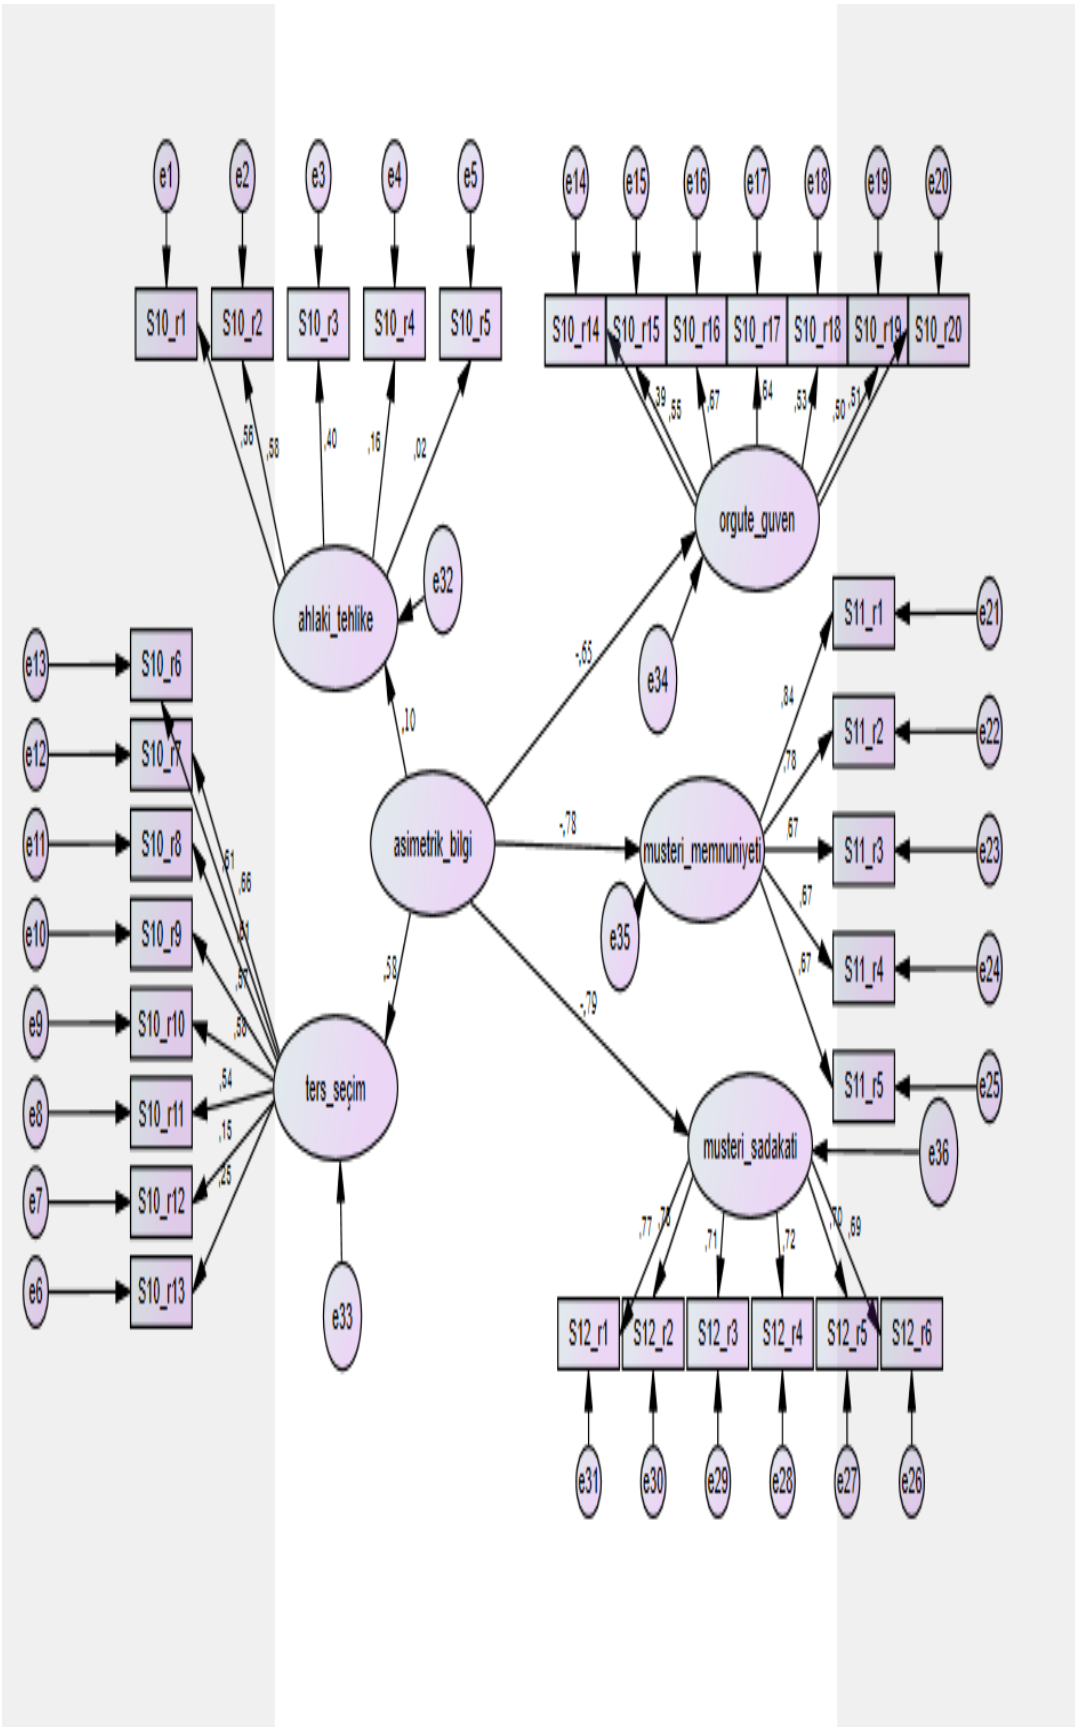 e1 e2 e3 e4 e5
e14 e15 e16 e17 e18 e19 e20
S10_r1 S10_r2 S10_r3 S10_r4 S10_r5
S10_r14 S10_r15 S10_r16 S10_r17 S10_r18 S10_r19 S10_r20
,56 ,58 ,40 ,16 ,02
,39 ,55 ,67 ,64 ,53 ,50 ,51
orgute_guven
ahlaki_tehlike
e32
e34
-,65
,10
e13 S10_r6
e12 S10_r7
e11 S10_r8
e10 S10_r9
e9 S10_r10
e8 S10_r11
e7 S10_r12
e6 S10_r13
,61 ,66
,57
,58
,54
,15
,25
asimetrik_bilgi
-,78
musteri_memnuniyeti
e35
,58
-,79
ters_seçim
e33
S11_r1 e21
S11_r2 e22
S11_r3 e23
S11_r4 e24
S11_r5 e25
,84
,78
,67
,67
,67
musteri_sadakati
e36
,77 ,71 ,72 ,69
S12_r1 S12_r2 S12_r3 S12_r4 S12_r5 S12_r6
e31 e30 e29 e28 e27 e26